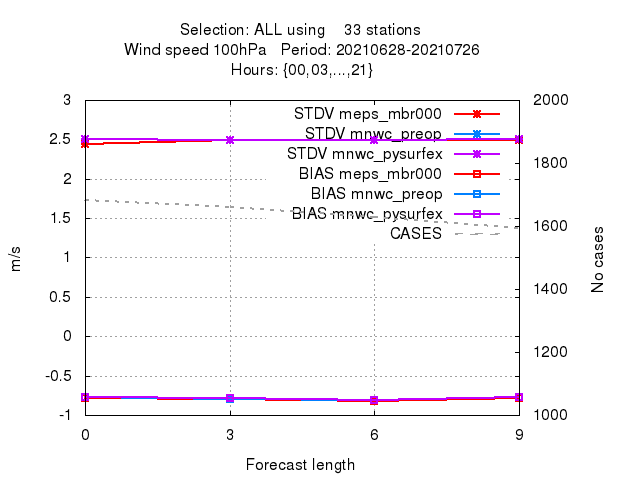 Selection: ALL using    33 stations
Wind speed 100hPa   Period: 20210628-20210726
Hours: {00,03,...,21}
3
2.5
2
1.5
1
0.5
0
-0.5
-1
2000
1800
1600
1400
1200
1000
0
3
6
9
m/s
No cases
Forecast length
STDV meps_mbr000
STDV mnwc_preop
STDV mnwc_pysurfex
BIAS meps_mbr000
BIAS mnwc_preop
BIAS mnwc_pysurfex
CASES